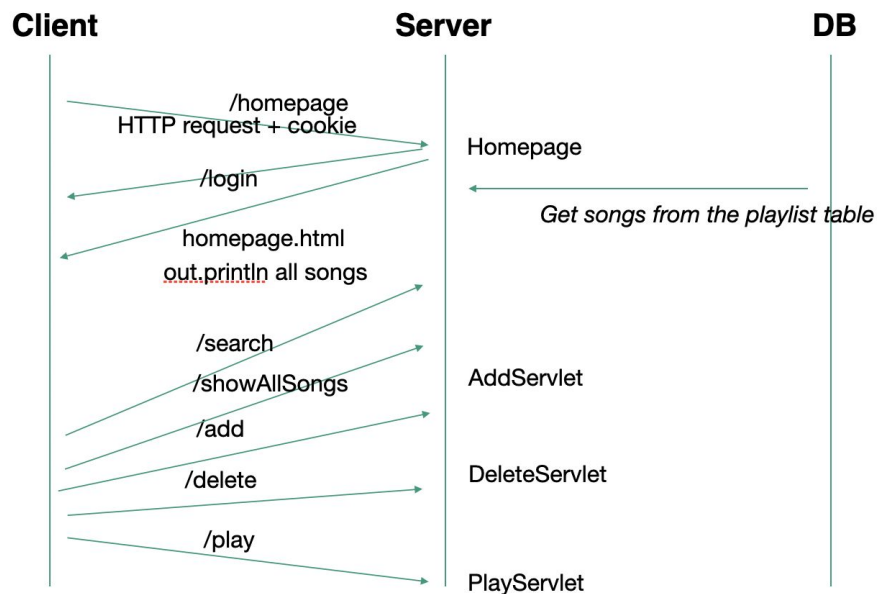 Client
Server
DB
/homepage
HTTP request + cookie
Homepage
/login
Get songs from the playlist table
homepage.html
out.println all songs
/search
/showAllSongs
AddServlet
/add
DeleteServlet
/delete
/play
PlayServlet